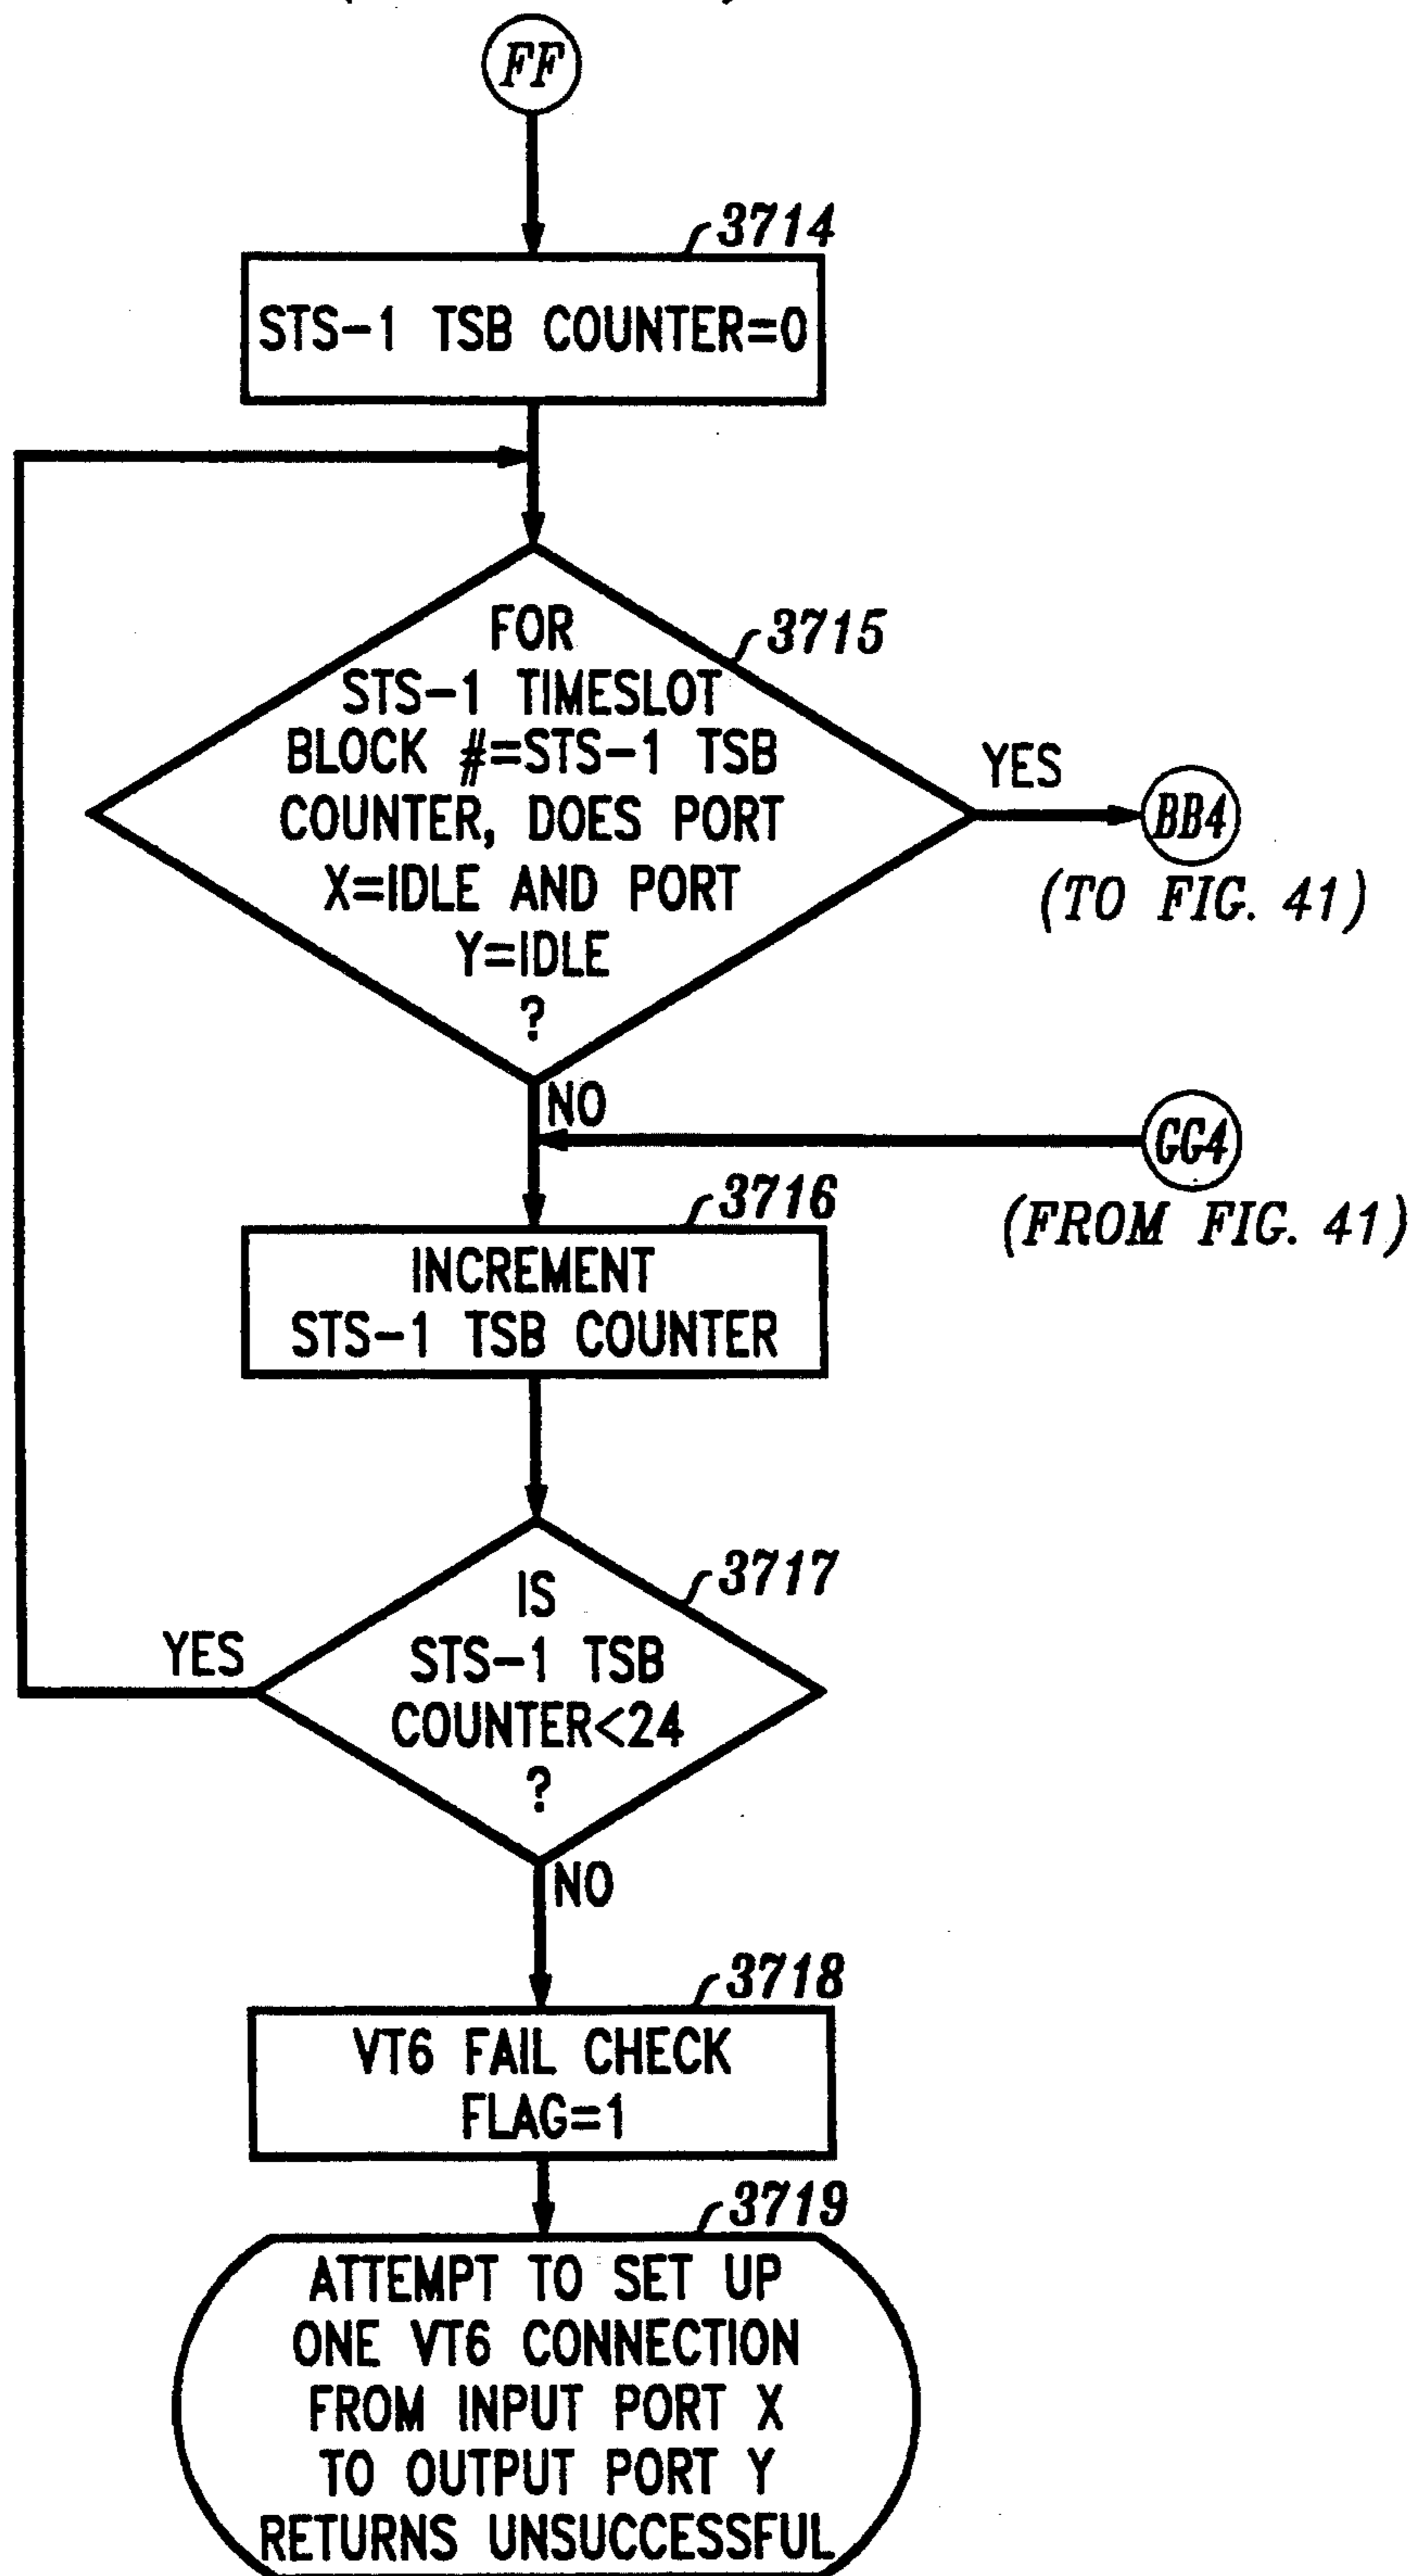 FF
3714
STS-1 TSB COUNTER=0
FOR
3715
STS-1 TIMESLOT
BLOCK #=STS-1 TSB
COUNTER, DOES PORT
X=IDLE AND PORT
Y=IDLE
?
YES
BB4
(TO FIG. 41)
NO
GG4
(FROM FIG. 41)
3716
INCREMENT
STS-1 TSB COUNTER
3717
IS
STS-1 TSB
COUNTER<24
?
YES
NO
3718
VT6 FAIL CHECK
FLAG=1
3719
ATTEMPT TO SET UP
ONE VT6 CONNECTION
FROM INPUT PORT X
TO OUTPUT PORT Y
RETURNS UNSUCCESSFUL